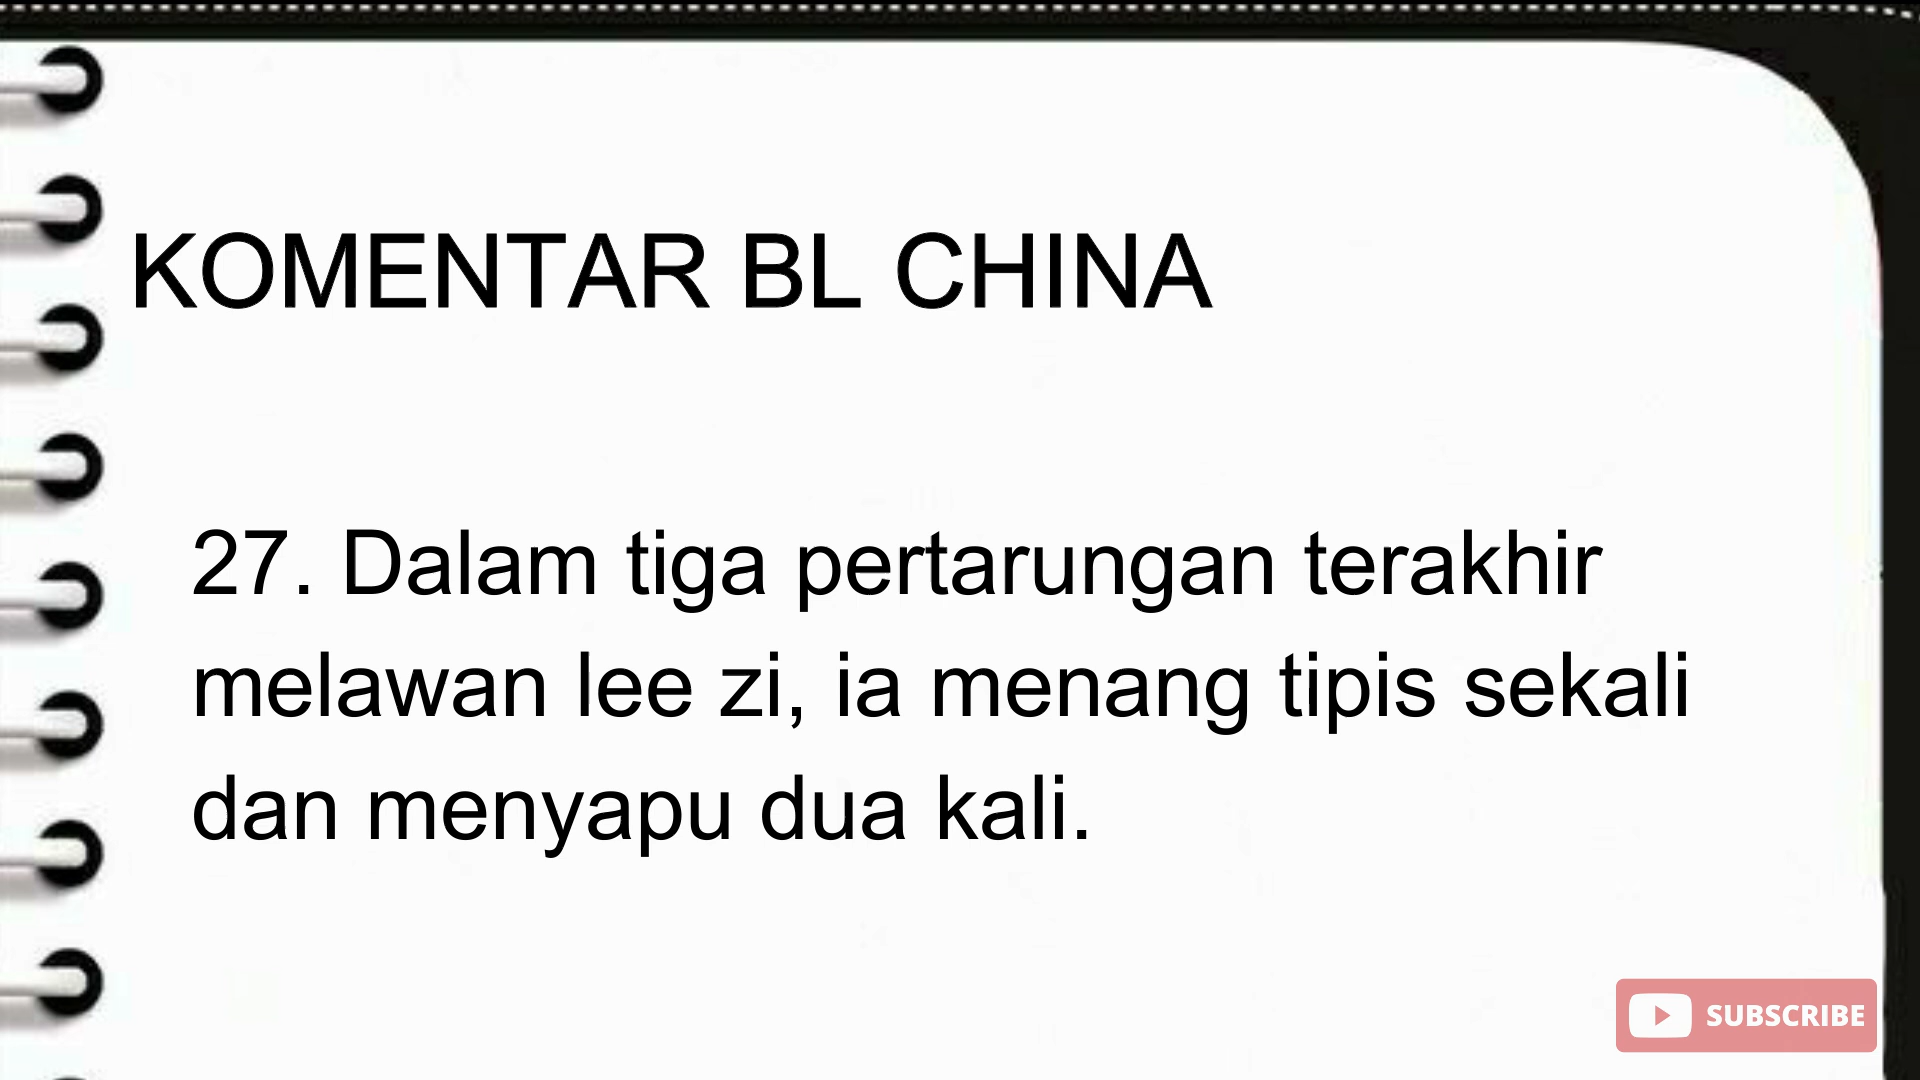 KOMENTAR BL CHINA
27. Dalam tiga pertarungan terakhir
melawan lee zi, ia menang tipis sekali
dan menyapu dua kali.
SUBSCRIBE